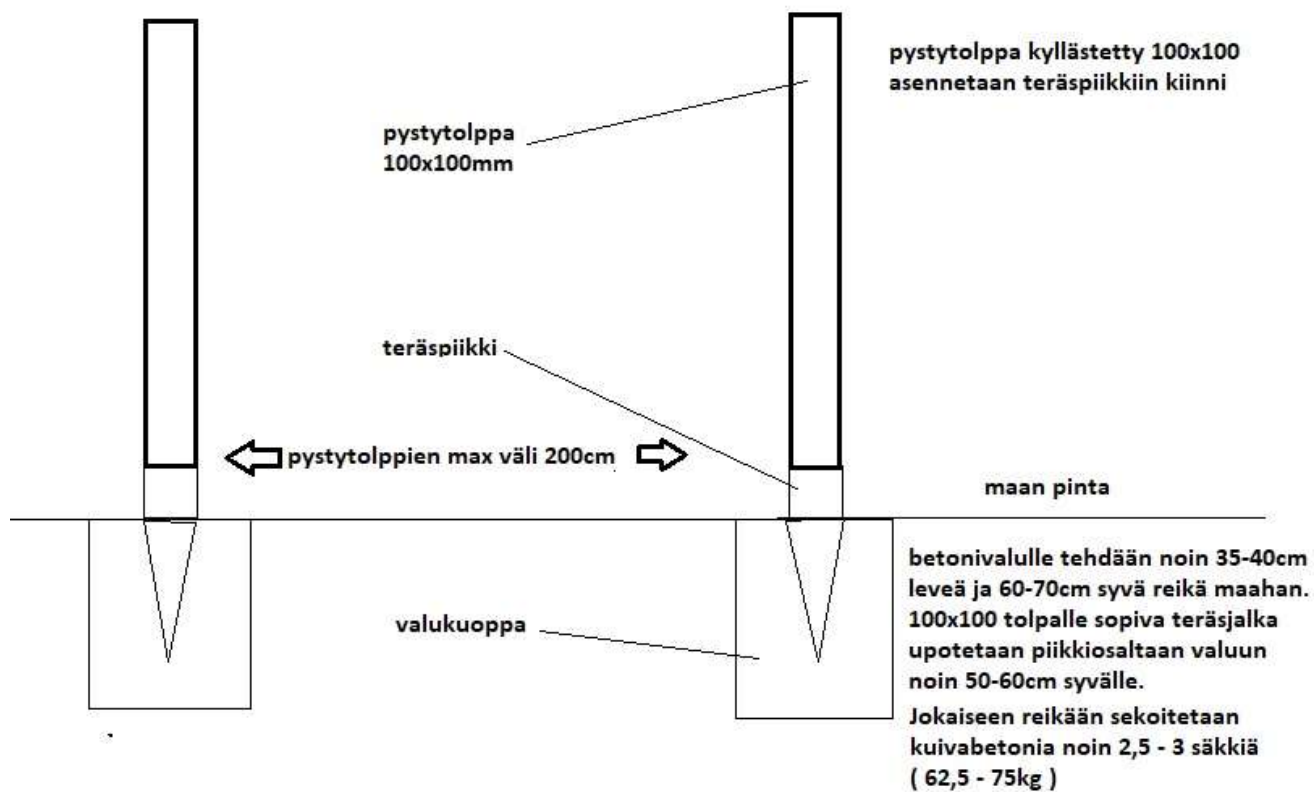 pystytolppa kyllästetty 100x100
asennetaan teräspiikkiin kiinni
pystytolppa
100x100mm
teräspiikki
pystytolppien max väli 200cm
maan pinta
betonivalulle tehdään noin 35-40cm
leveä ja 60-70cm syvä reikä maahan.
100x100 tolpalle sopiva teräsjalka
upotetaan piikkiosaltaan valuun
noin 50-60cm syvälle.
valukuoppa
Jokaiseen reikään sekoitetaan
kuivabetonia noin 2,5 - 3 säkkiä
( 62,5 - 75kg )